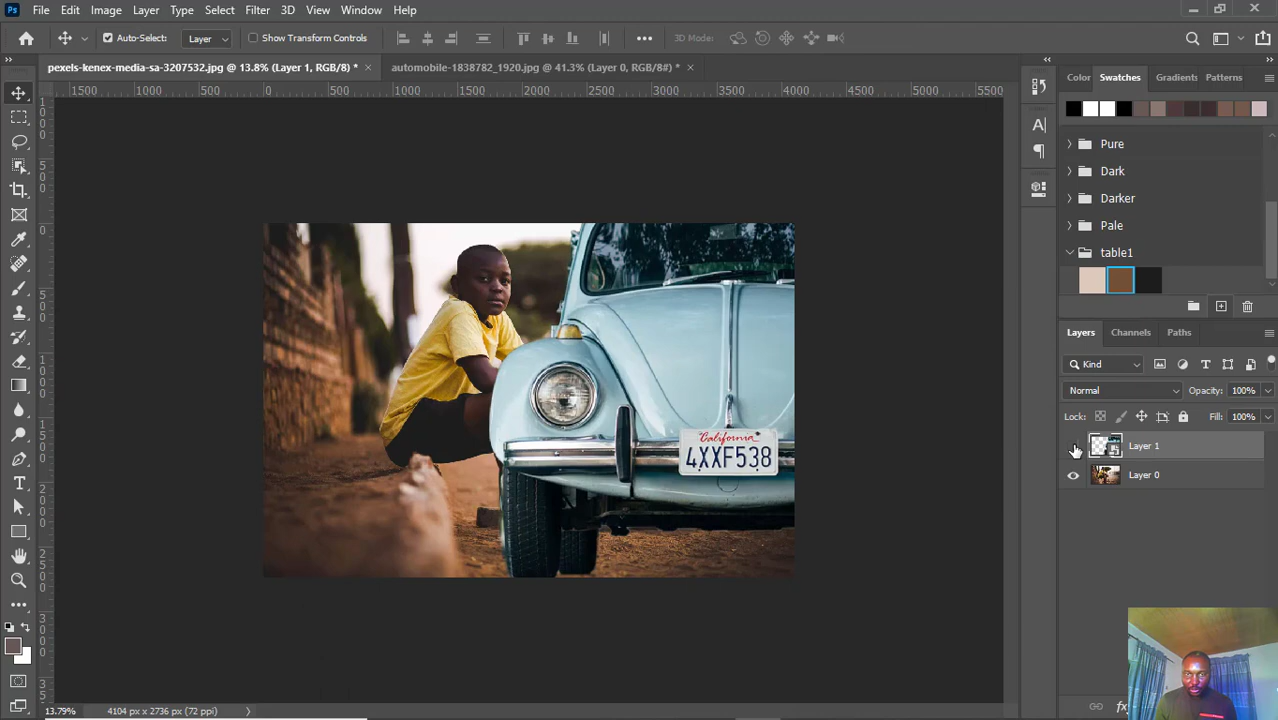 Ps File Edit Image Layer Type Select Filter 3D View Window Help
Auto-Select: Layer Show Transform Controls 3D Mode:
pexels-kenex-media-sa-3207532.jpg @ 13.8% (Layer 1, RGB/8) * automobile-1838782_1920.jpg @ 41.3% (Layer 0, RGB/8#) *
1500 1000 500 0 500 1000 1500 2000 2500 3000 3500 4000 4500 5000 5500
Color Swatches Gradients Patterns
Pure
Dark
Darker
Pale
table1
Layers Channels Paths
Kind
Normal Opacity: 100%
Lock: Fill: 100%
Layer 1
Layer 0
California
4XXF538
fx
13.79% 4104 px x 2736 px (72 ppi)